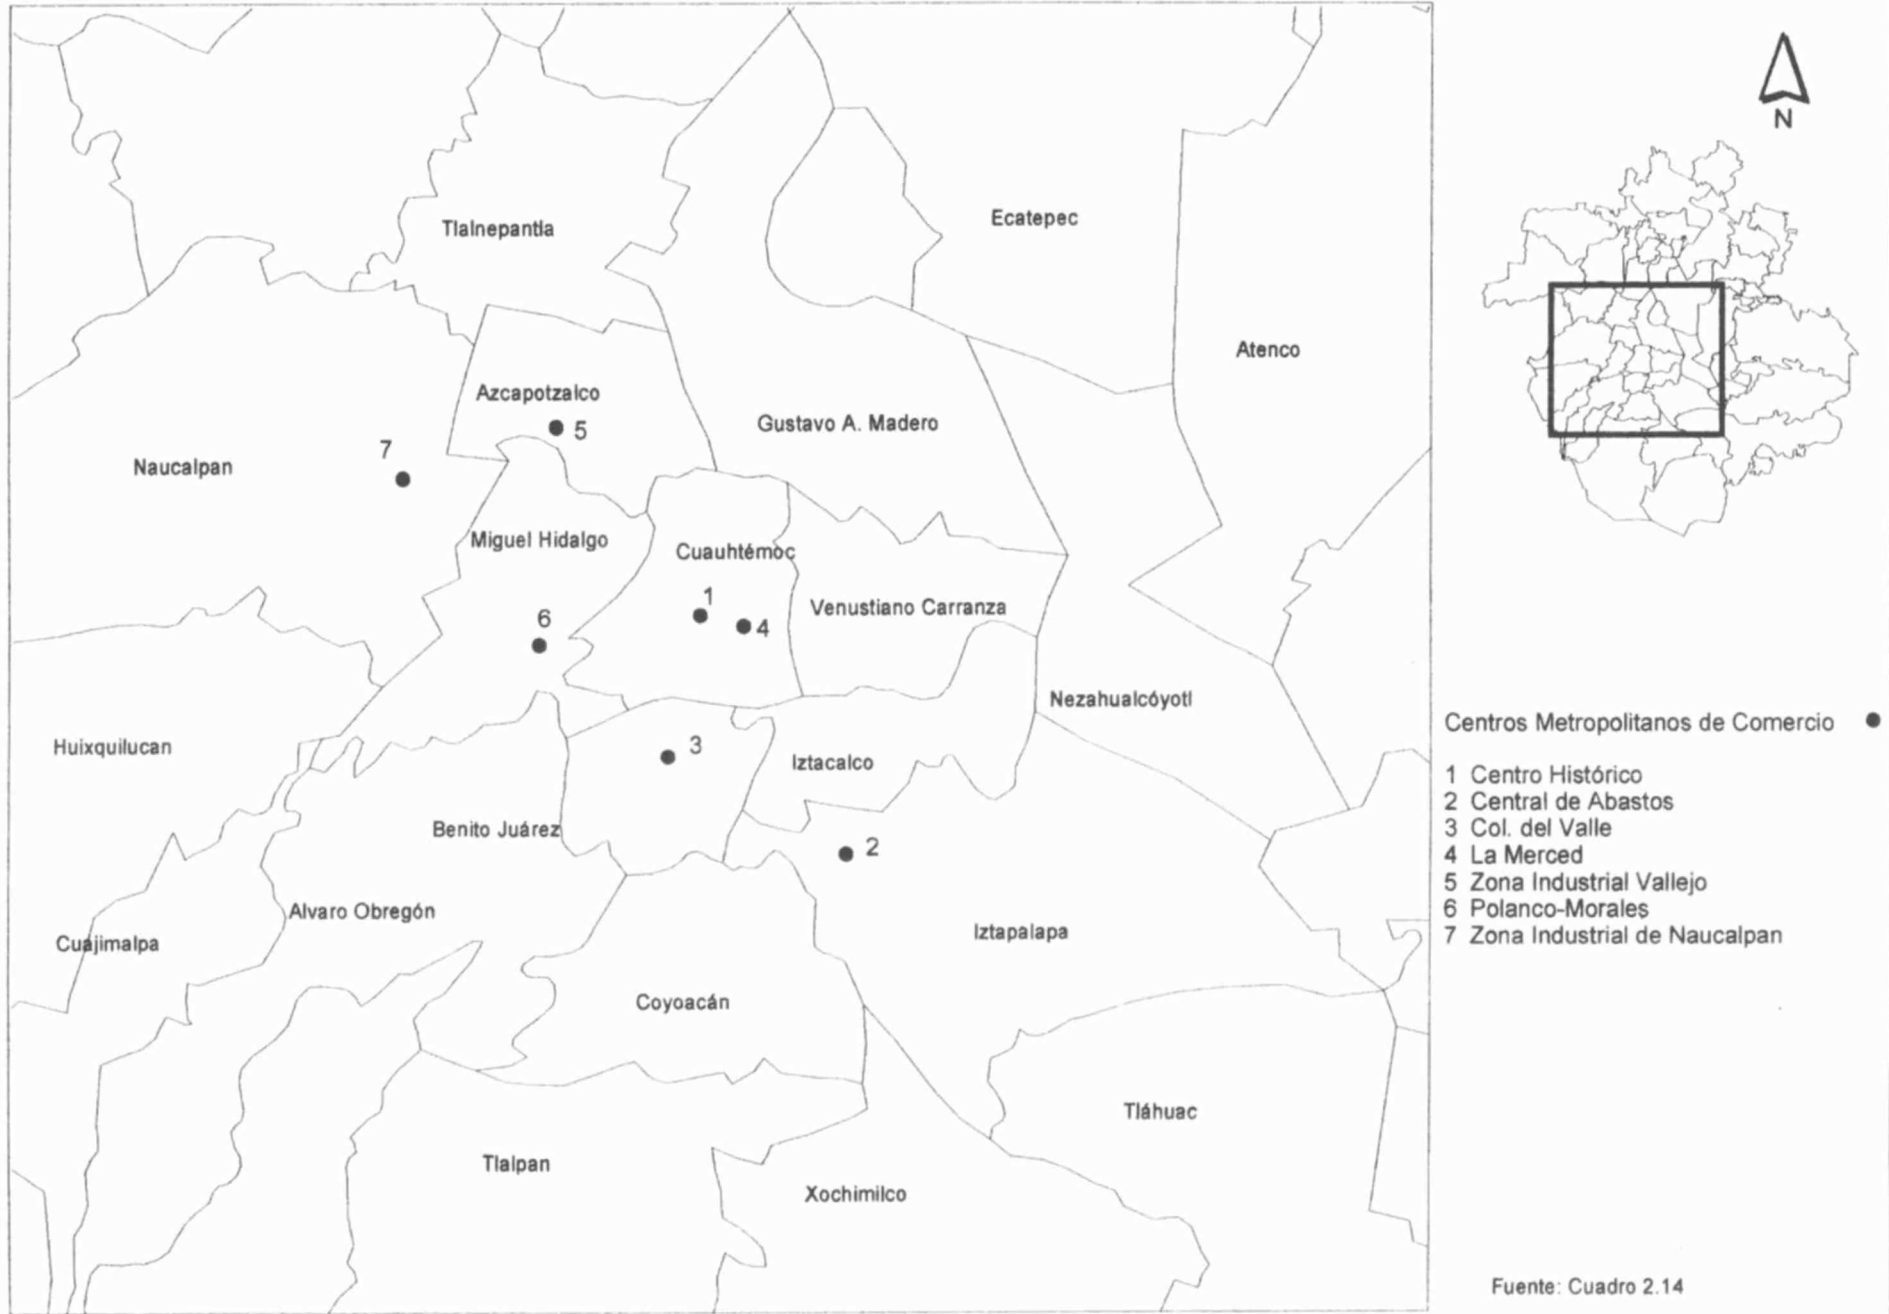 N
Ecatepec
Tlalnepantla
Atenco
Azcapotzalco
Gustavo A. Madero
5
7
Naucalpan
Miguel Hidalgo
Cuauhtémoc
1
Venustiano Carranza
6
4
Nezahualcóyotl
Huixquilucan
3
Iztacalco
Benito Juárez
2
Alvaro Obregón
Iztapalapa
Cuajimalpa
Coyoacán
Tláhuac
Tlalpan
Xochimilco
Centros Metropolitanos de Comercio
1 Centro Histórico
2 Central de Abastos
3 Col. del Valle
4 La Merced
5 Zona Industrial Vallejo
6 Polanco-Morales
7 Zona Industrial de Naucalpan
Fuente: Cuadro 2.14